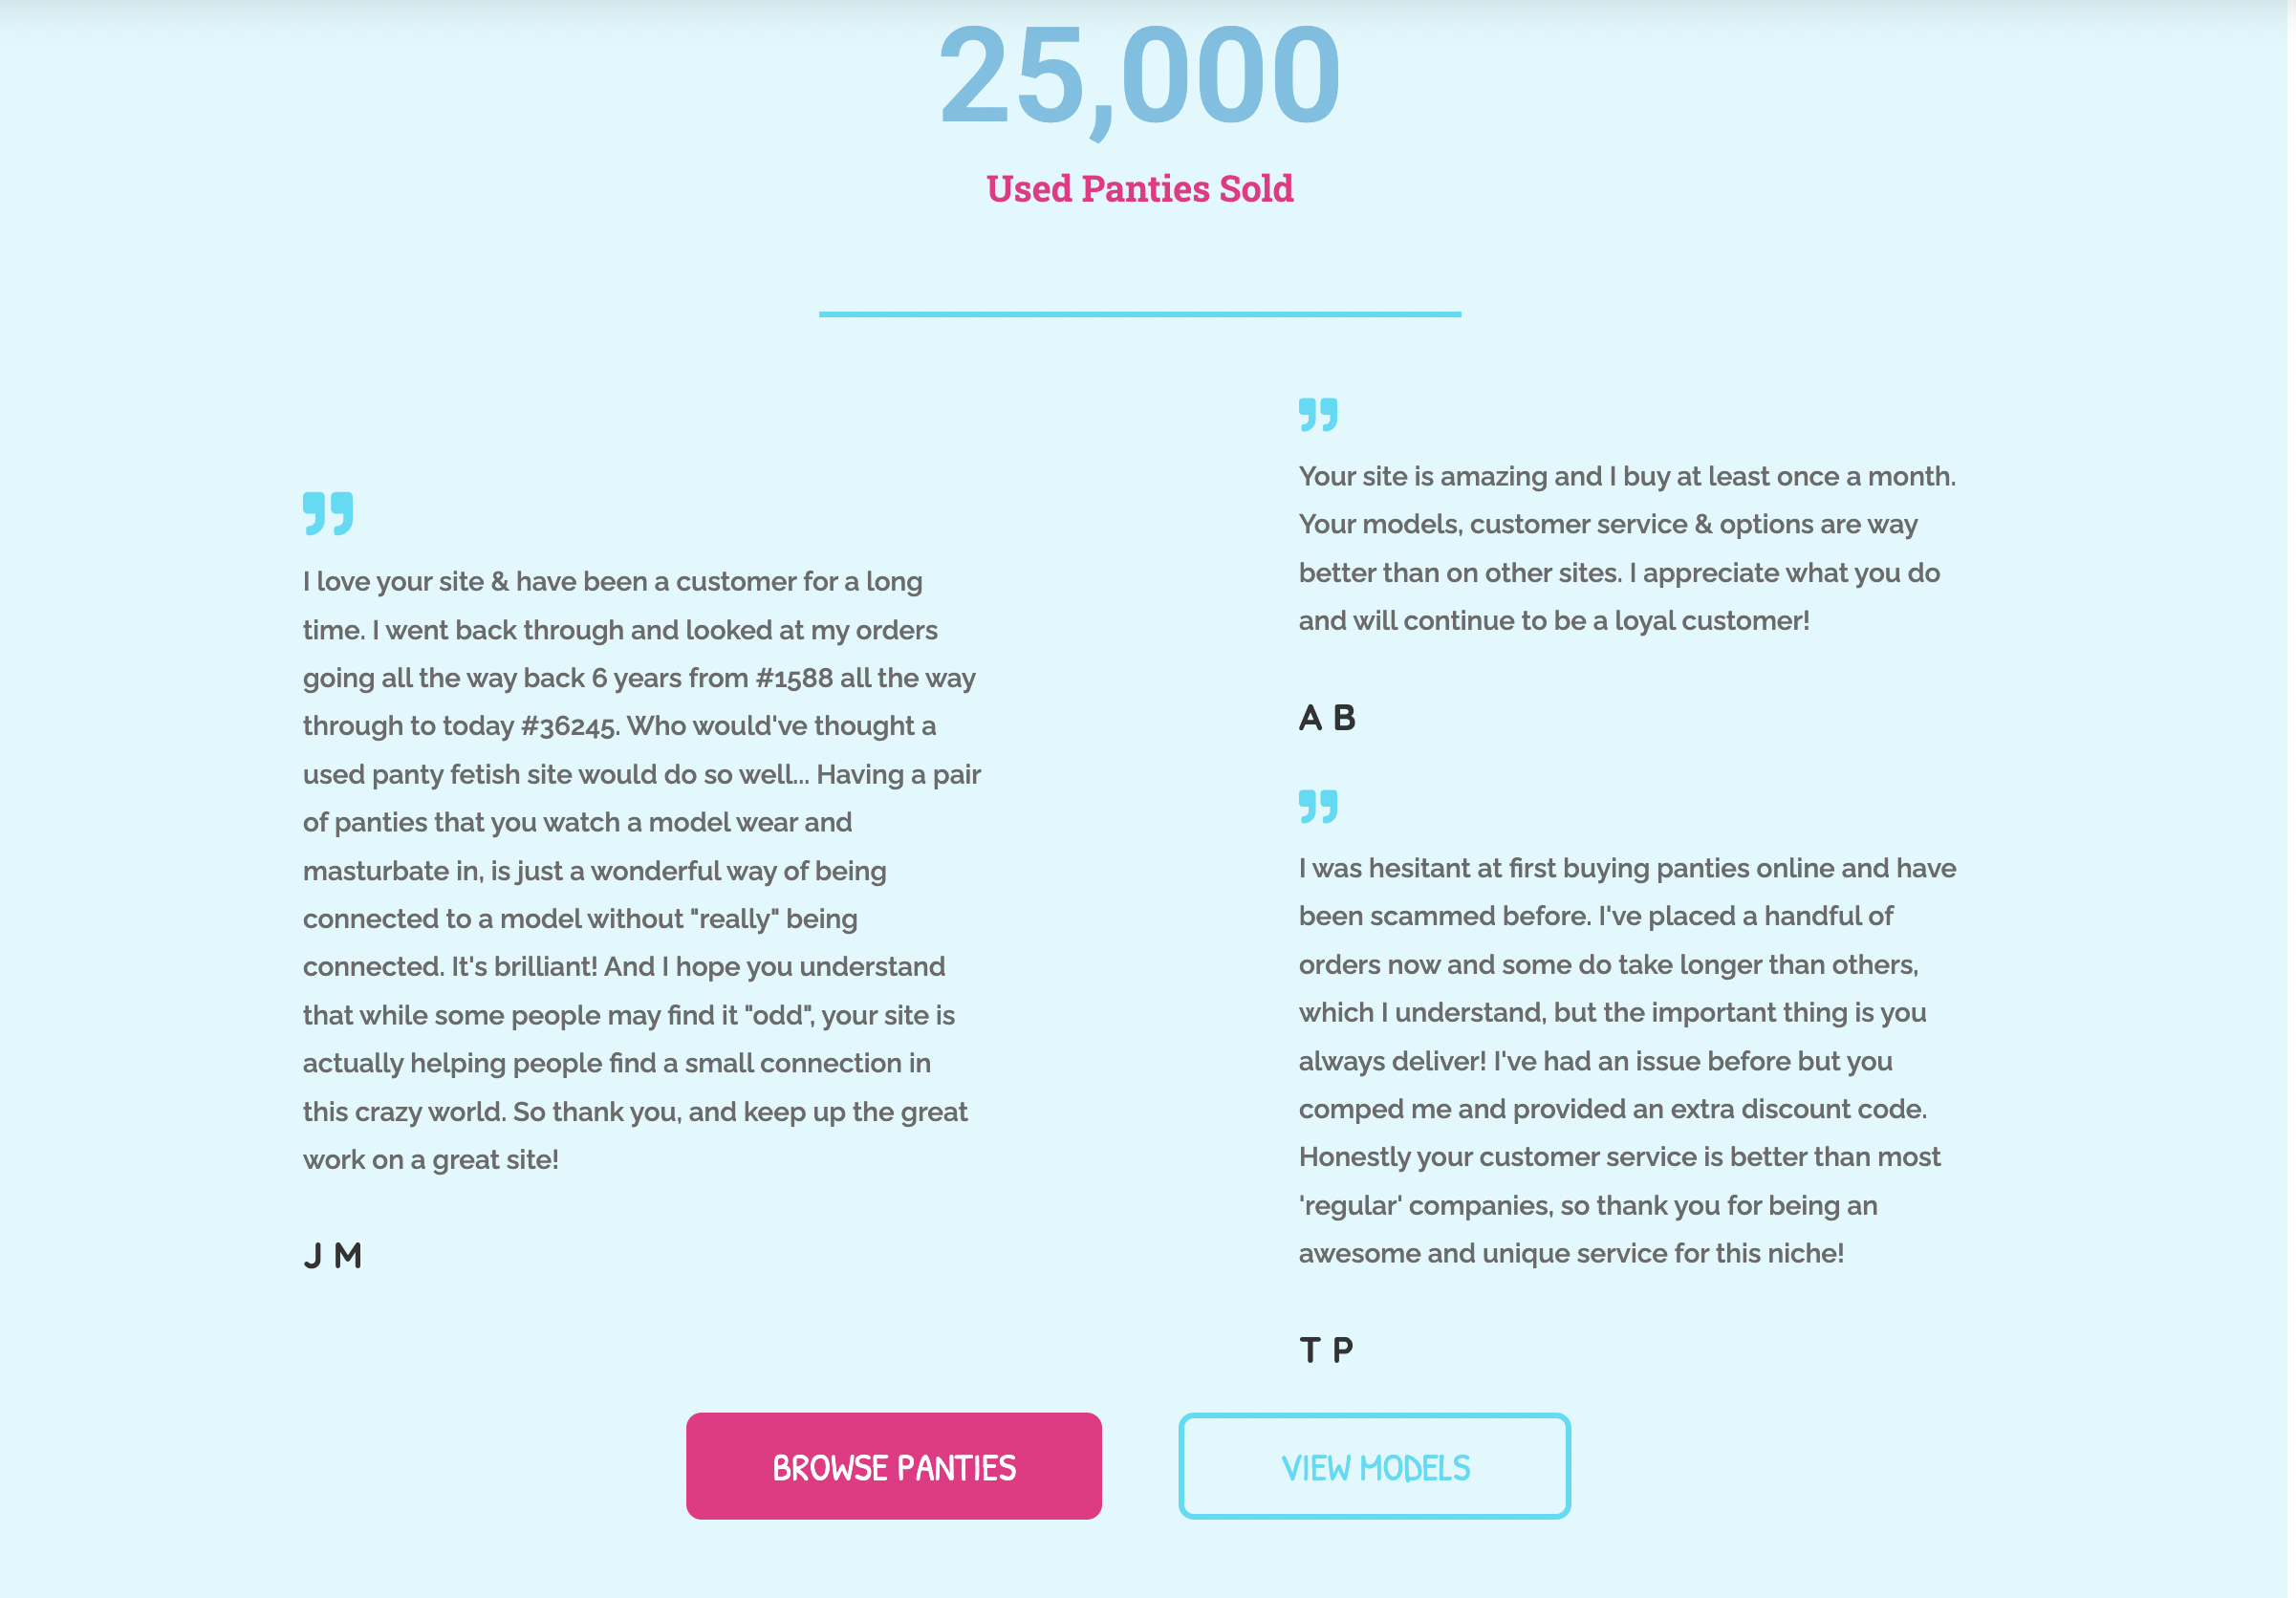 25,000
Used Panties Sold
I love your site & have been a customer for a long
time. I went back through and looked at my orders
going all the way back 6 years from #1588 all the way
through to today #36245. Who would've thought a
used panty fetish site would do so well... Having a pair
of panties that you watch a model wear and
masturbate in, is just a wonderful way of being
connected to a model without "really" being
connected. It's brilliant! And I hope you understand
that while some people may find it "odd", your site is
actually helping people find a small connection in
this crazy world. So thank you, and keep up the great
work on a great site!
J M
Your site is amazing and I buy at least once a month.
Your models, customer service & options are way
better than on other sites. I appreciate what you do
and will continue to be a loyal customer!
A B
I was hesitant at first buying panties online and have
been scammed before. I've placed a handful of
orders now and some do take longer than others,
which I understand, but the important thing is you
always deliver! I've had an issue before but you
comped me and provided an extra discount code.
Honestly your customer service is better than most
'regular' companies, so thank you for being an
awesome and unique service for this niche!
T P
BROWSE PANTIES
VIEW MODELS